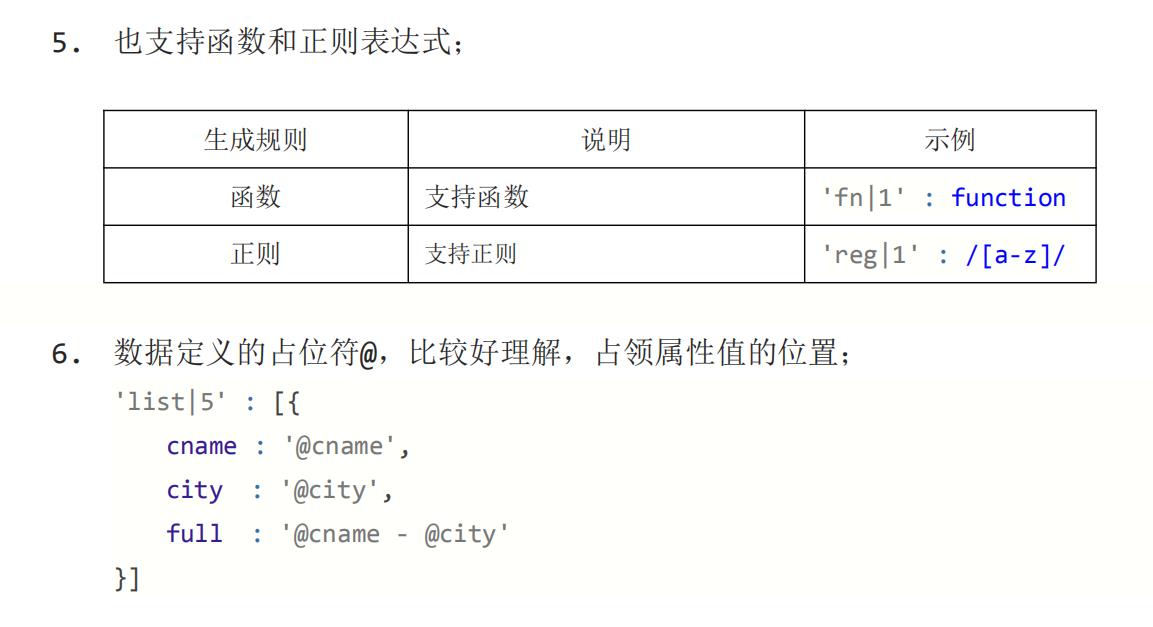 5. 也支持函数和正则表达式；
生成规则 说明 示例
函数 支持函数 'fn|1' : function
正则 支持正则 'reg|1' : /[a-z]/
6. 数据定义的占位符@，比较好理解，占领属性值的位置；
'list|5' : [{
cname : '@cname',
city : '@city',
full : '@cname - @city'
}]